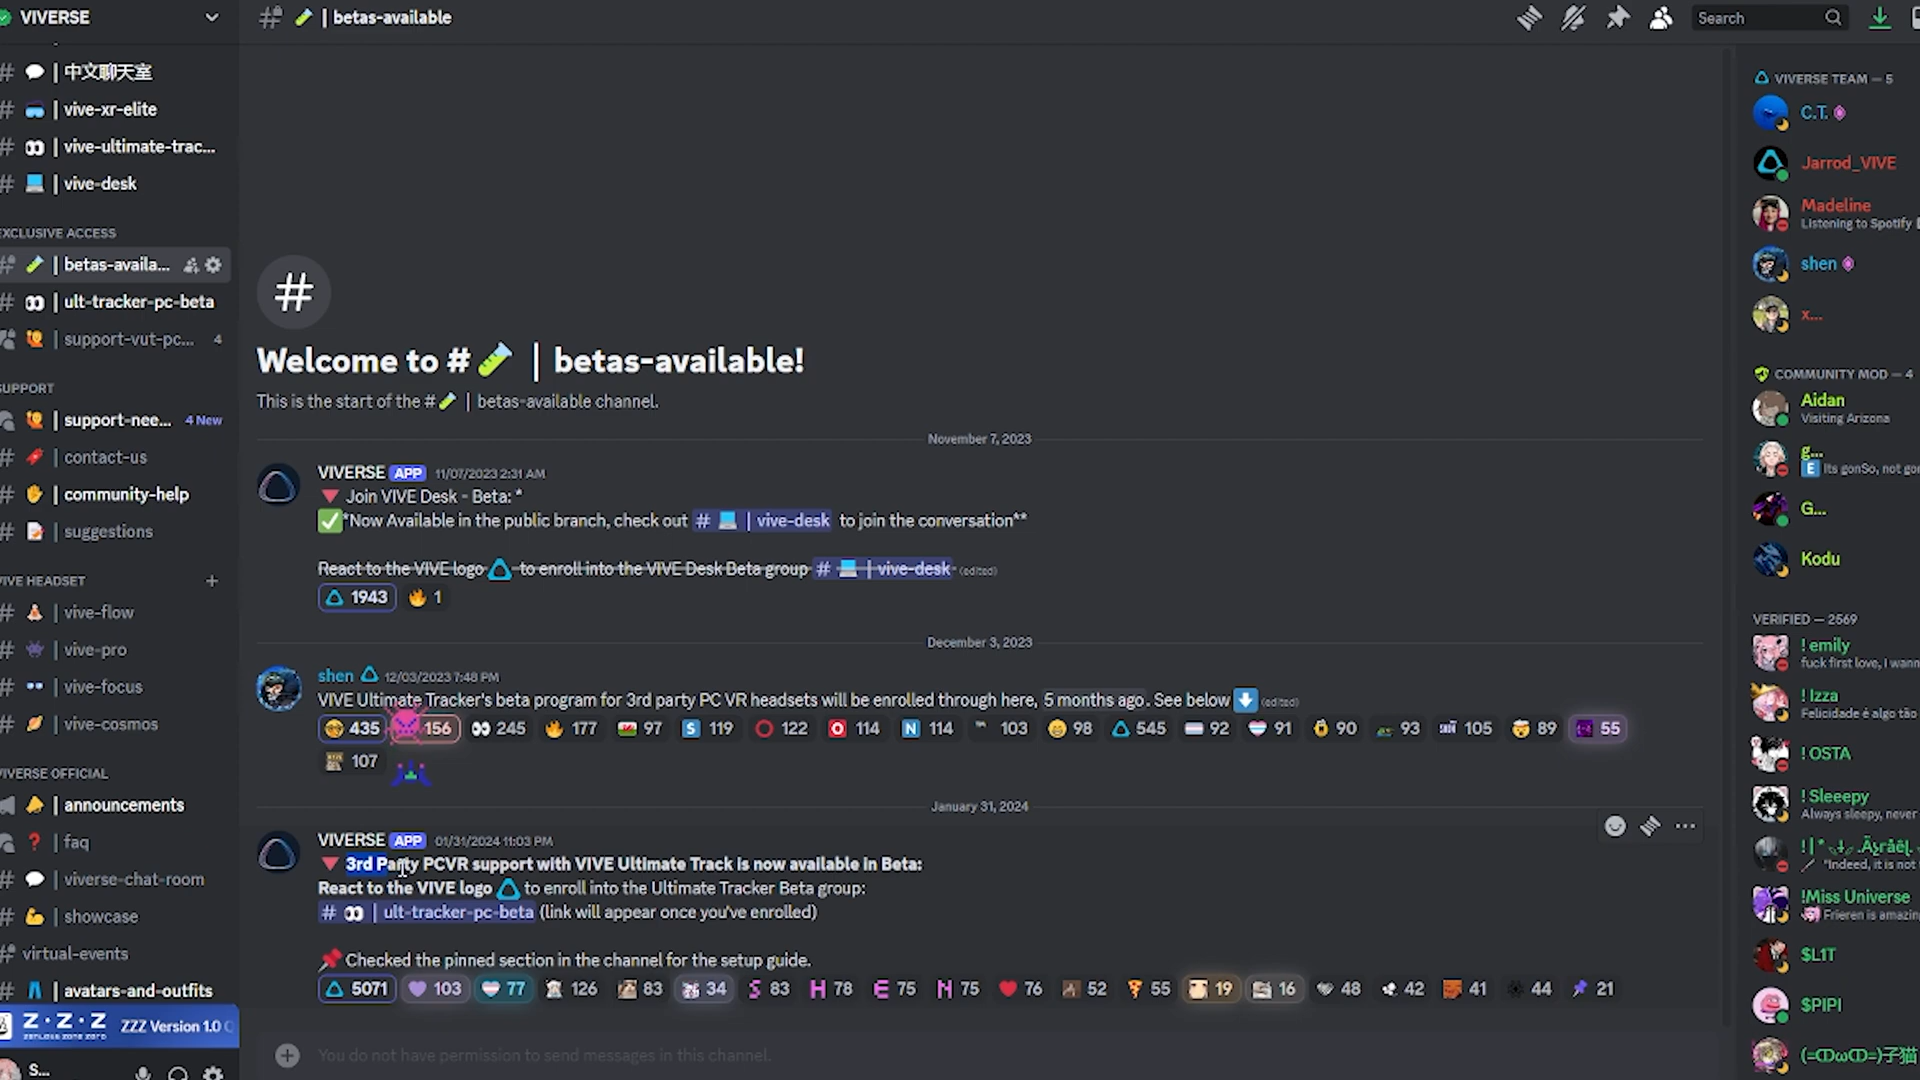 VIVERSE
| betas-available
Search
# | 中文聊天室
# | vive-xr-elite
# | vive-ultimate-trac...
# | vive-desk
EXCLUSIVE ACCESS
# | betas-availa...
# | ult-tracker-pc-beta
| support-vut-pc... 4
SUPPORT
| support-nee... 4 New
# | contact-us
# | community-help
# | suggestions
VIVE HEADSET +
# | vive-flow
# | vive-pro
# | vive-focus
# | vive-cosmos
VIVERSE OFFICIAL
| announcements
| faq
# | viverse-chat-room
# | showcase
# virtual-events
# | avatars-and-outfits
Z·Z·Z ZZZ Version 1.0
S...
#
Welcome to # | betas-available!
This is the start of the # | betas-available channel.
November 7, 2023
VIVERSE APP 11/07/2023 2:31 AM
Join VIVE Desk - Beta: *
*Now Available in the public branch, check out # | vive-desk to join the conversation**
React to the VIVE logo to enroll into the VIVE Desk Beta group # | vive-desk (edited)
1943 1
December 3, 2023
shen 12/03/2023 7:48 PM
VIVE Ultimate Tracker's beta program for 3rd party PC VR headsets will be enrolled through here, 5 months ago. See below (edited)
435 156 245 177 97 S 119 122 O 114 N 114 103 98 545 92 91 90 93 105 89 55
107
January 31, 2024
VIVERSE APP 01/31/2024 11:03 PM
3rd Party PCVR support with VIVE Ultimate Track is now available in Beta:
React to the VIVE logo to enroll into the Ultimate Tracker Beta group:
# | ult-tracker-pc-beta (link will appear once you've enrolled)
Checked the pinned section in the channel for the setup guide.
5071 103 77 126 83 34 S 83 H 78 E 75 N 75 76 52 55 19 16 48 42 41 44 21
You do not have permission to send messages in this channel.
VIVERSE TEAM — 5
C.T.
Jarrod_VIVE
Madeline
Listening to Spotify
shen
x...
COMMUNITY MOD — 4
Aidan
Visiting Arizona
g...
E Its gonSo, not gon
G...
Kodu
VERIFIED — 2569
! emily
fuck first love, I wann
! Izza
Felicidade é algo tão
! OSTA
! Sleeepy
Always sleepy, never
"Indeed, it is not
!Miss Universe
Frieren is amazing
$L1T
$PIPI